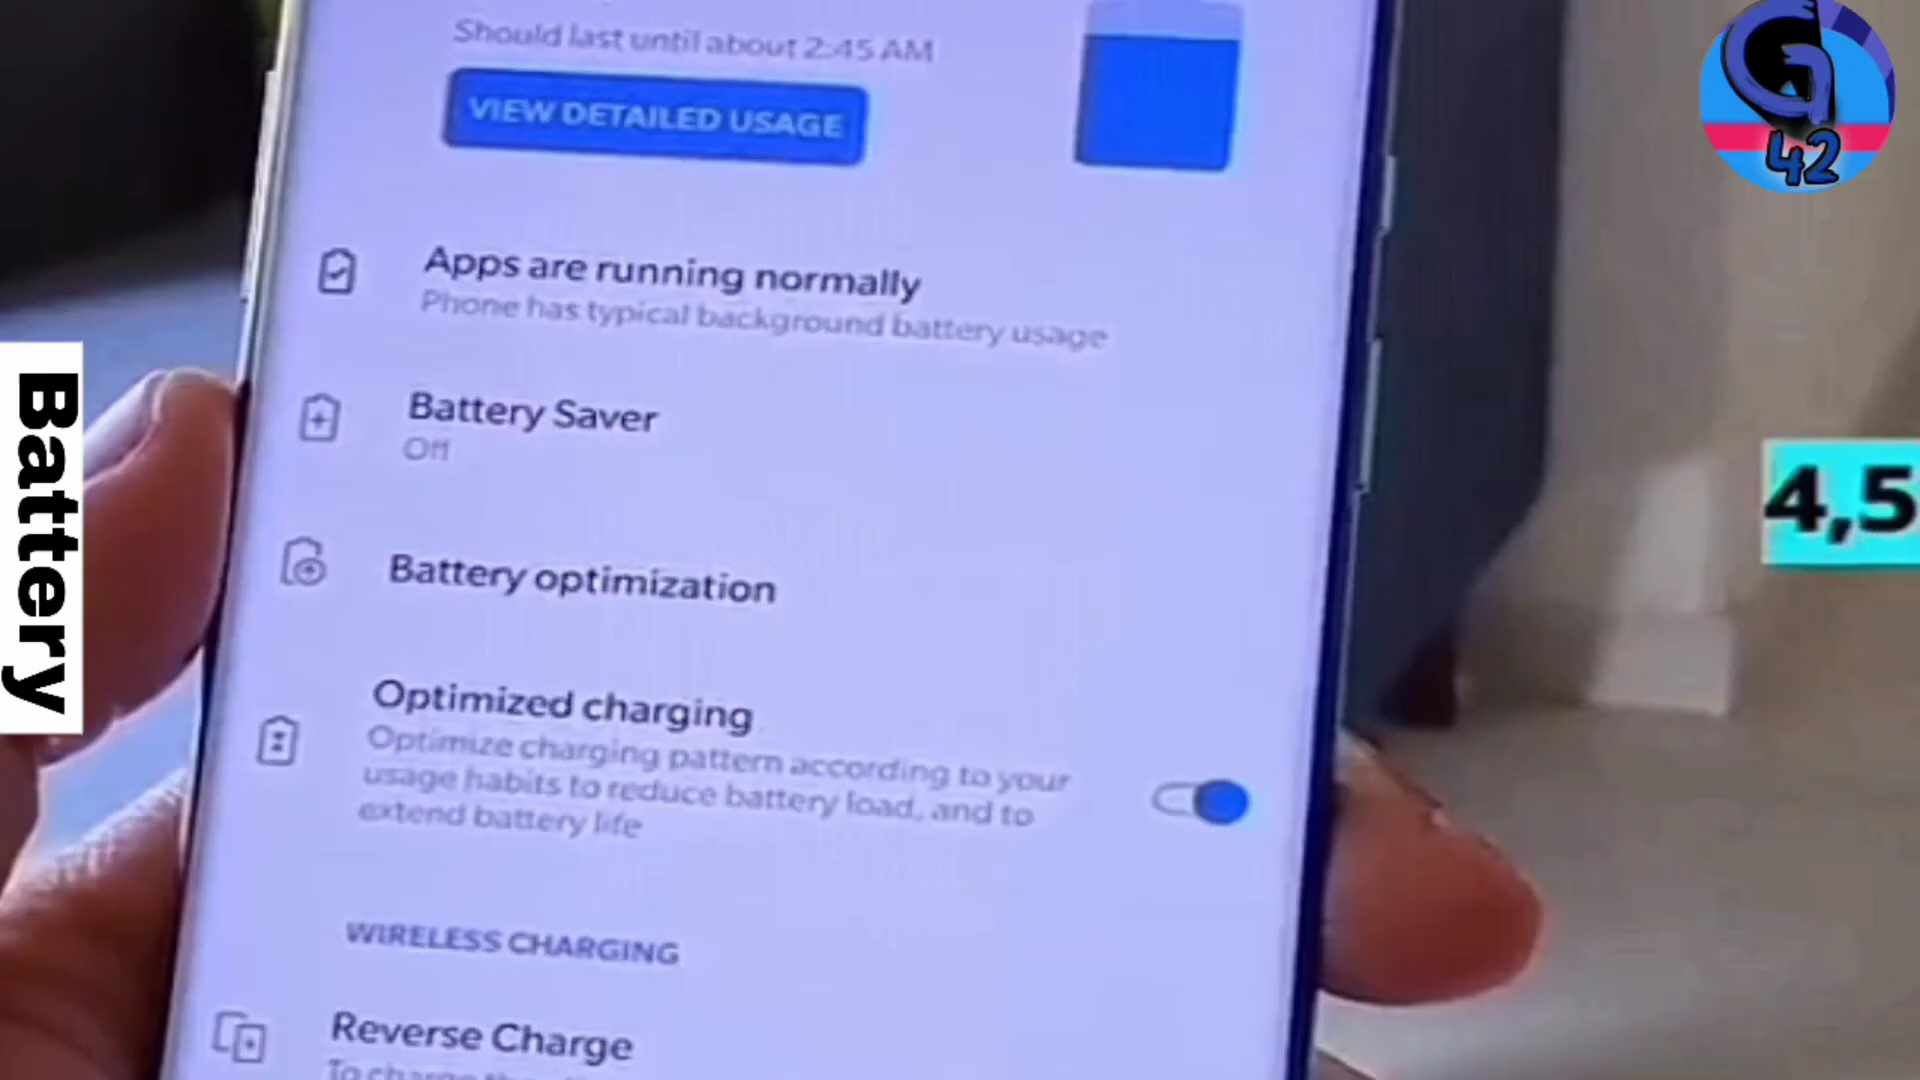 Should last until about 2:45 AM
VIEW DETAILED USAGE
Apps are running normally
Phone has typical background battery usage
Battery Saver
Off
Battery optimization
Optimized charging
Optimize charging pattern according to your
usage habits to reduce battery load, and to
extend battery life
WIRELESS CHARGING
Reverse Charge
To charge
Battery
4,5
G
42